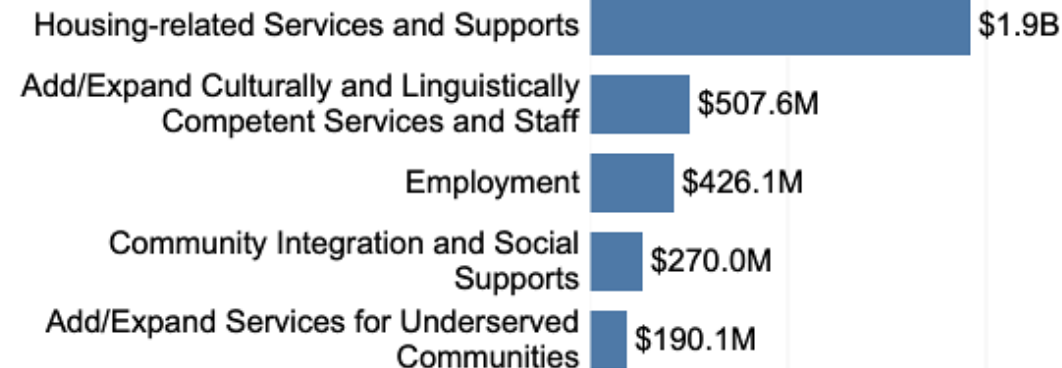 Housing-related Services and Supports $1.9B
Add/Expand Culturally and Linguistically
Competent Services and Staff
$507.6M
Employment $426.1M
Community Integration and Social
Supports
$270.0M
Add/Expand Services for Underserved
Communities
$190.1M